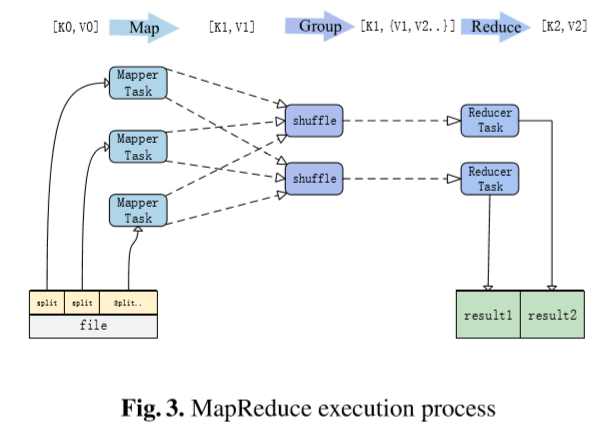 [K0,V0] Map [K1,V1] Group [K1,{V1,V2..}] Reduce [K2,V2]
Mapper
Task
Mapper
Task
Mapper
Task
shuffle
shuffle
Reducer
Task
Reducer
Task
split split Split..
file
result1 result2
Fig. 3. MapReduce execution process